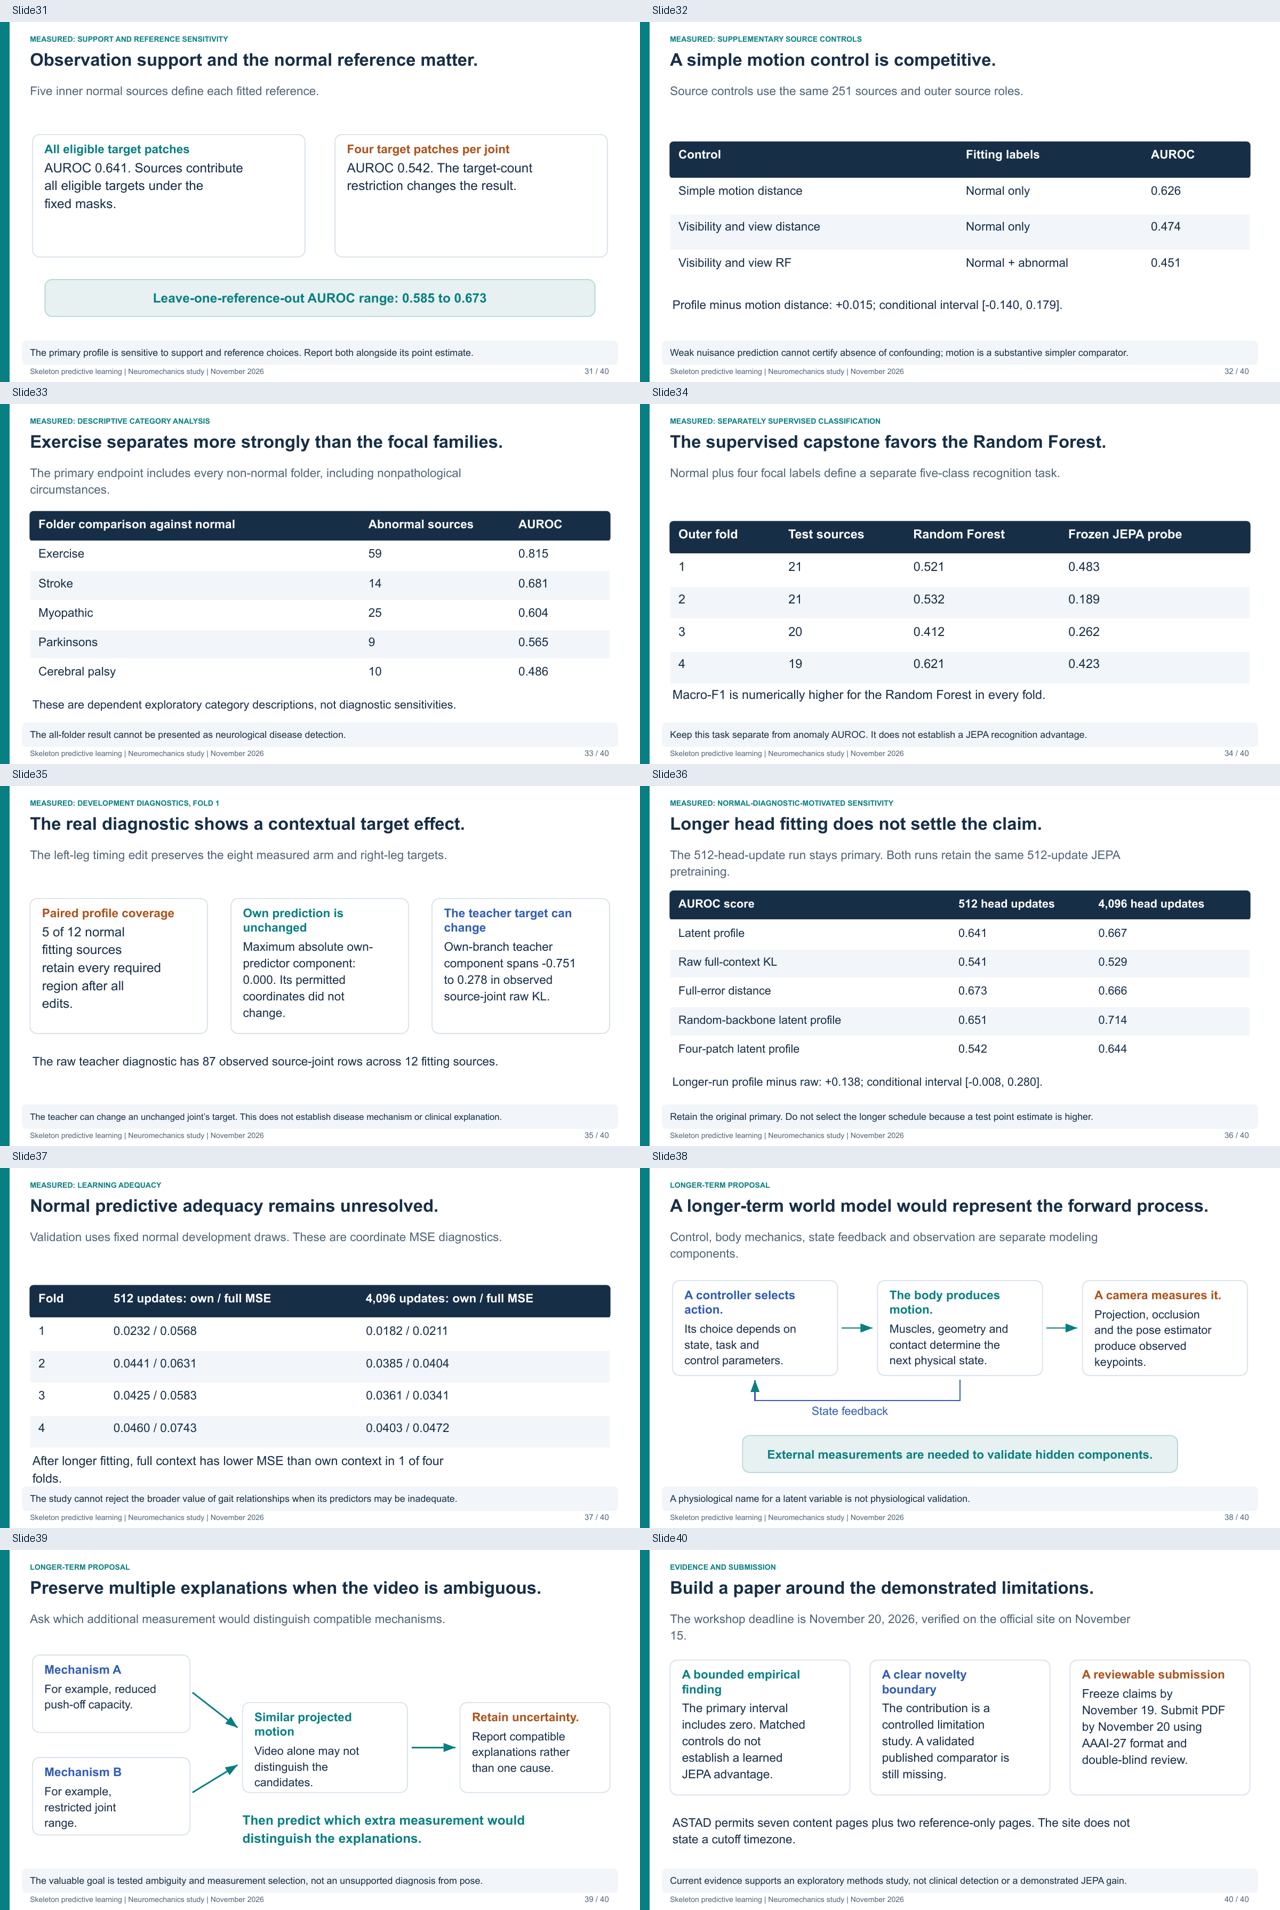 Slide31
MEASURED: SUPPORT AND REFERENCE SENSITIVITY
Observation support and the normal reference matter.
Five inner normal sources define each fitted reference.
All eligible target patches
AUROC 0.641. Sources contribute
all eligible targets under the
fixed masks.
Four target patches per joint
AUROC 0.542. The target-count
restriction changes the result.
Leave-one-reference-out AUROC range: 0.585 to 0.673
The primary profile is sensitive to support and reference choices. Report both alongside its point estimate.
Skeleton predictive learning | Neuromechanics study | November 2026 31 / 40
Slide32
MEASURED: SUPPLEMENTARY SOURCE CONTROLS
A simple motion control is competitive.
Source controls use the same 251 sources and outer source roles.
Control Fitting labels AUROC
Simple motion distance Normal only 0.626
Visibility and view distance Normal only 0.474
Visibility and view RF Normal + abnormal 0.451
Profile minus motion distance: +0.015; conditional interval [-0.140, 0.179].
Weak nuisance prediction cannot certify absence of confounding; motion is a substantive simpler comparator.
Skeleton predictive learning | Neuromechanics study | November 2026 32 / 40
Slide33
MEASURED: DESCRIPTIVE CATEGORY ANALYSIS
Exercise separates more strongly than the focal families.
The primary endpoint includes every non-normal folder, including nonpathological
circumstances.
Folder comparison against normal Abnormal sources AUROC
Exercise 59 0.815
Stroke 14 0.681
Myopathic 25 0.604
Parkinsons 9 0.565
Cerebral palsy 10 0.486
These are dependent exploratory category descriptions, not diagnostic sensitivities.
The all-folder result cannot be presented as neurological disease detection.
Skeleton predictive learning | Neuromechanics study | November 2026 33 / 40
Slide34
MEASURED: SEPARATELY SUPERVISED CLASSIFICATION
The supervised capstone favors the Random Forest.
Normal plus four focal labels define a separate five-class recognition task.
Outer fold Test sources Random Forest Frozen JEPA probe
1 21 0.521 0.483
2 21 0.532 0.189
3 20 0.412 0.262
4 19 0.621 0.423
Macro-F1 is numerically higher for the Random Forest in every fold.
Keep this task separate from anomaly AUROC. It does not establish a JEPA recognition advantage.
Skeleton predictive learning | Neuromechanics study | November 2026 34 / 40
Slide35
MEASURED: DEVELOPMENT DIAGNOSTICS, FOLD 1
The real diagnostic shows a contextual target effect.
The left-leg timing edit preserves the eight measured arm and right-leg targets.
Paired profile coverage
5 of 12 normal
fitting sources
retain every required
region after all
edits.
Own prediction is
unchanged
Maximum absolute own-
predictor component:
0.000. Its permitted
coordinates did not
change.
The teacher target can
change
Own-branch teacher
component spans -0.751
to 0.278 in observed
source-joint raw KL.
The raw teacher diagnostic has 87 observed source-joint rows across 12 fitting sources.
The teacher can change an unchanged joint's target. This does not establish disease mechanism or clinical explanation.
Skeleton predictive learning | Neuromechanics study | November 2026 35 / 40
Slide36
MEASURED: NORMAL-DIAGNOSTIC-MOTIVATED SENSITIVITY
Longer head fitting does not settle the claim.
The 512-head-update run stays primary. Both runs retain the same 512-update JEPA
pretraining.
AUROC score 512 head updates 4,096 head updates
Latent profile 0.641 0.667
Raw full-context KL 0.541 0.529
Full-error distance 0.673 0.666
Random-backbone latent profile 0.651 0.714
Four-patch latent profile 0.542 0.644
Longer-run profile minus raw: +0.138; conditional interval [-0.008, 0.280].
Retain the original primary. Do not select the longer schedule because a test point estimate is higher.
Skeleton predictive learning | Neuromechanics study | November 2026 36 / 40
Slide37
MEASURED: LEARNING ADEQUACY
Normal predictive adequacy remains unresolved.
Validation uses fixed normal development draws. These are coordinate MSE diagnostics.
Fold 512 updates: own / full MSE 4,096 updates: own / full MSE
1 0.0232 / 0.0568 0.0182 / 0.0211
2 0.0441 / 0.0631 0.0385 / 0.0404
3 0.0425 / 0.0583 0.0361 / 0.0341
4 0.0460 / 0.0743 0.0403 / 0.0472
After longer fitting, full context has lower MSE than own context in 1 of four
folds.
The study cannot reject the broader value of gait relationships when its predictors may be inadequate.
Skeleton predictive learning | Neuromechanics study | November 2026 37 / 40
Slide38
LONGER-TERM PROPOSAL
A longer-term world model would represent the forward process.
Control, body mechanics, state feedback and observation are separate modeling
components.
A controller selects
action.
Its choice depends on
state, task and
control parameters.
The body produces
motion.
Muscles, geometry and
contact determine the
next physical state.
A camera measures it.
Projection, occlusion
and the pose estimator
produce observed
keypoints.
State feedback
External measurements are needed to validate hidden components.
A physiological name for a latent variable is not physiological validation.
Skeleton predictive learning | Neuromechanics study | November 2026 38 / 40
Slide39
LONGER-TERM PROPOSAL
Preserve multiple explanations when the video is ambiguous.
Ask which additional measurement would distinguish compatible mechanisms.
Mechanism A
For example, reduced
push-off capacity.
Mechanism B
For example,
restricted joint
range.
Similar projected
motion
Video alone may not
distinguish the
candidates.
Retain uncertainty.
Report compatible
explanations rather
than one cause.
Then predict which extra measurement would
distinguish the explanations.
The valuable goal is tested ambiguity and measurement selection, not an unsupported diagnosis from pose.
Skeleton predictive learning | Neuromechanics study | November 2026 39 / 40
Slide40
EVIDENCE AND SUBMISSION
Build a paper around the demonstrated limitations.
The workshop deadline is November 20, 2026, verified on the official site on November
15.
A bounded empirical
finding
The primary interval
includes zero. Matched
controls do not
establish a learned
JEPA advantage.
A clear novelty
boundary
The contribution is a
controlled limitation
study. A validated
published comparator is
still missing.
A reviewable submission
Freeze claims by
November 19. Submit PDF
by November 20 using
AAAI-27 format and
double-blind review.
ASTAD permits seven content pages plus two reference-only pages. The site does not
state a cutoff timezone.
Current evidence supports an exploratory methods study, not clinical detection or a demonstrated JEPA gain.
Skeleton predictive learning | Neuromechanics study | November 2026 40 / 40